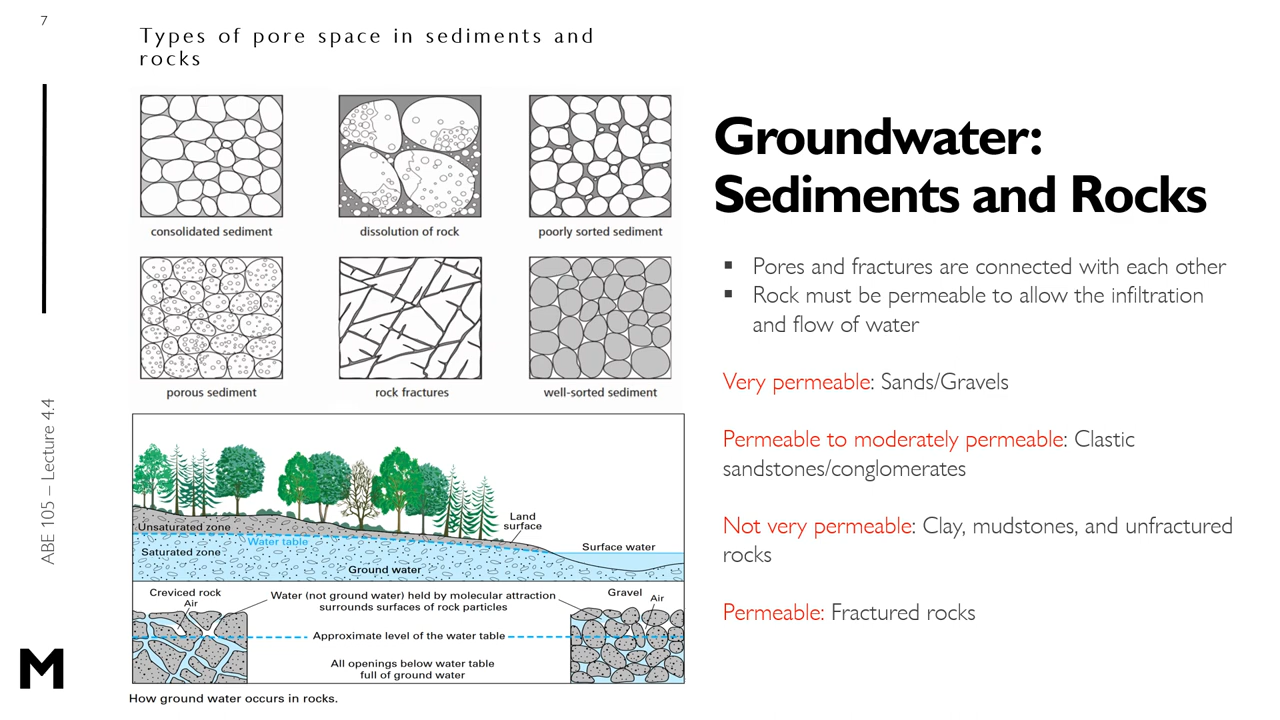 7
Types of pore space in sediments and
rocks
consolidated sediment
dissolution of rock
poorly sorted sediment
porous sediment
rock fractures
well-sorted sediment
Unsaturated zone
Water table
Saturated zone
Land
surface
Surface water
Ground water
Creviced rock
Air
Water (not ground water) held by molecular attraction
surrounds surfaces of rock particles
Gravel
Air
Approximate level of the water table
All openings below water table
full of ground water
How ground water occurs in rocks.
Groundwater:
Sediments and Rocks
▪ Pores and fractures are connected with each other
▪ Rock must be permeable to allow the infiltration
and flow of water
Very permeable: Sands/Gravels
Permeable to moderately permeable: Clastic
sandstones/conglomerates
Not very permeable: Clay, mudstones, and unfractured
rocks
Permeable: Fractured rocks
ABE 105 – Lecture 4.4
M